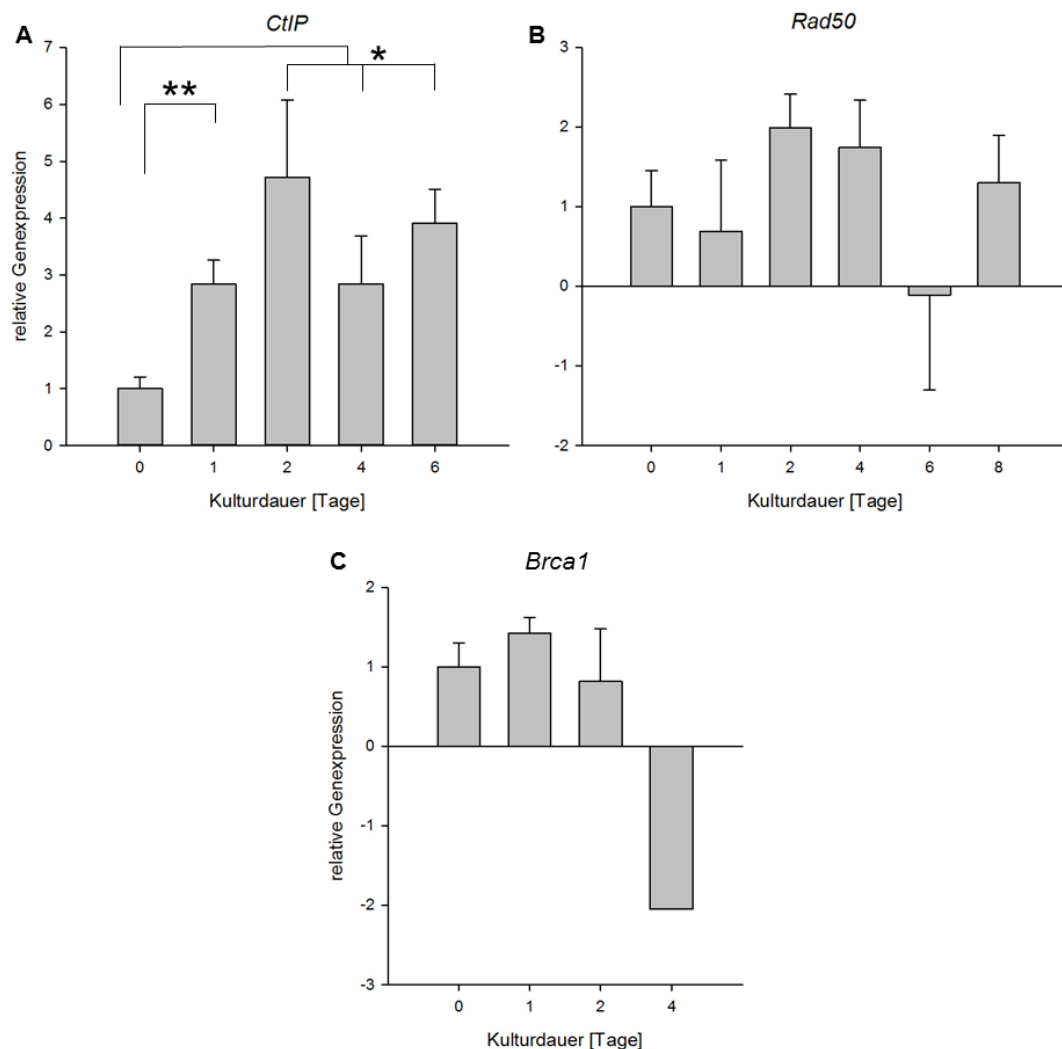 A
CtIP
relative Genexpression
7
6
5
4
3
2
1
0
**
*
0 1 2 4 6
Kulturdauer [Tage]
B
Rad50
3
2
1
0
-1
-2
0 1 2 4 6 8
Kulturdauer [Tage]
C
Brca1
relative Genexpression
2
1
0
-1
-2
-3
0 1 2 4
Kulturdauer [Tage]